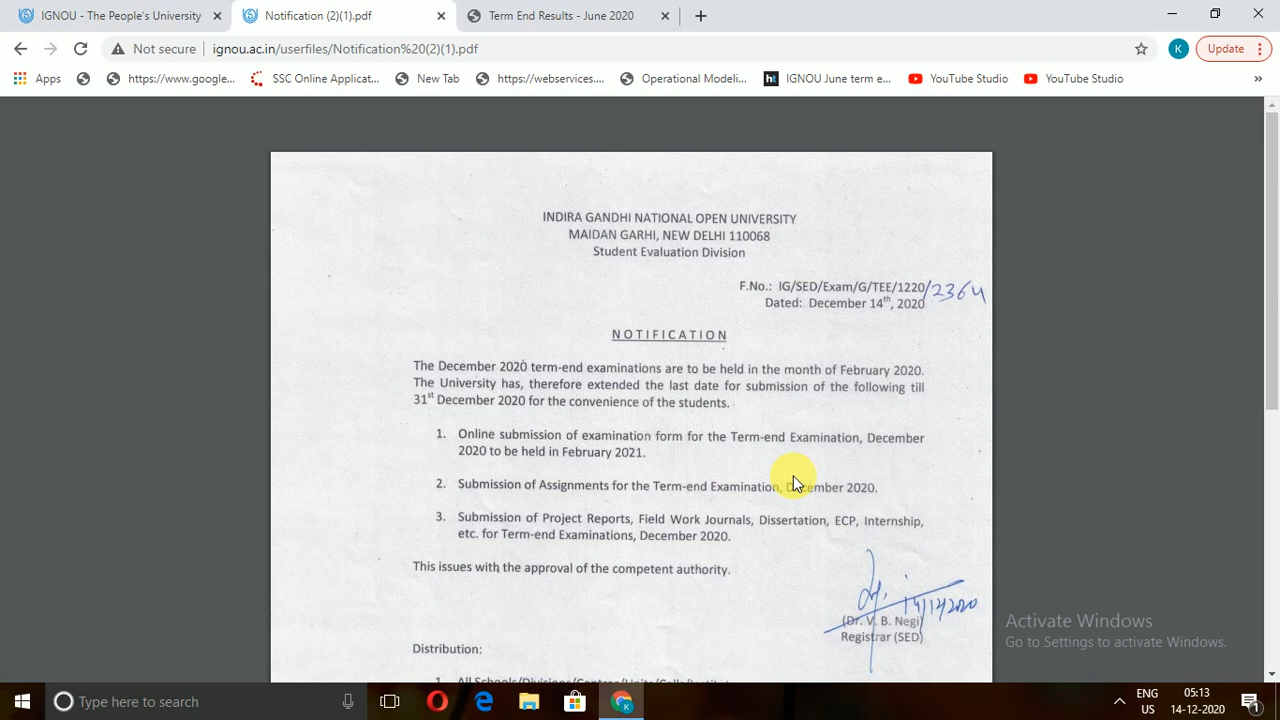 IGNOU - The People's University
Notification (2)(1).pdf
Term End Results - June 2020
Not secure
ignou.ac.in/userfiles/Notification%20(2)(1).pdf
K
Update
Apps
https://www.google...
SSC Online Applicat...
New Tab
https://webservices....
Operational Modeli...
ht
IGNOU June term e...
YouTube Studio
YouTube Studio
»
INDIRA GANDHI NATIONAL OPEN UNIVERSITY
MAIDAN GARHI, NEW DELHI 110068
Student Evaluation Division
F.No.: IG/SED/Exam/G/TEE/1220/2364
Dated: December 14th, 2020
NOTIFICATION
The December 2020 term-end examinations are to be held in the month of February 2020.
The University has, therefore extended the last date for submission of the following till
31st December 2020 for the convenience of the students.
1. Online submission of examination form for the Term-end Examination, December
2020 to be held in February 2021.
2. Submission of Assignments for the Term-end Examination, December 2020.
3. Submission of Project Reports, Field Work Journals, Dissertation, ECP, Internship,
etc. for Term-end Examinations, December 2020.
This issues with the approval of the competent authority.
14/12/2020
(Dr. V. B. Negi)
Registrar (SED)
Distribution:
1. All Schools/Divisions/Centres/Units/Cells/Institut
Activate Windows
Go to Settings to activate Windows.
Type here to search
K
ENG
US
05:13
14-12-2020
1